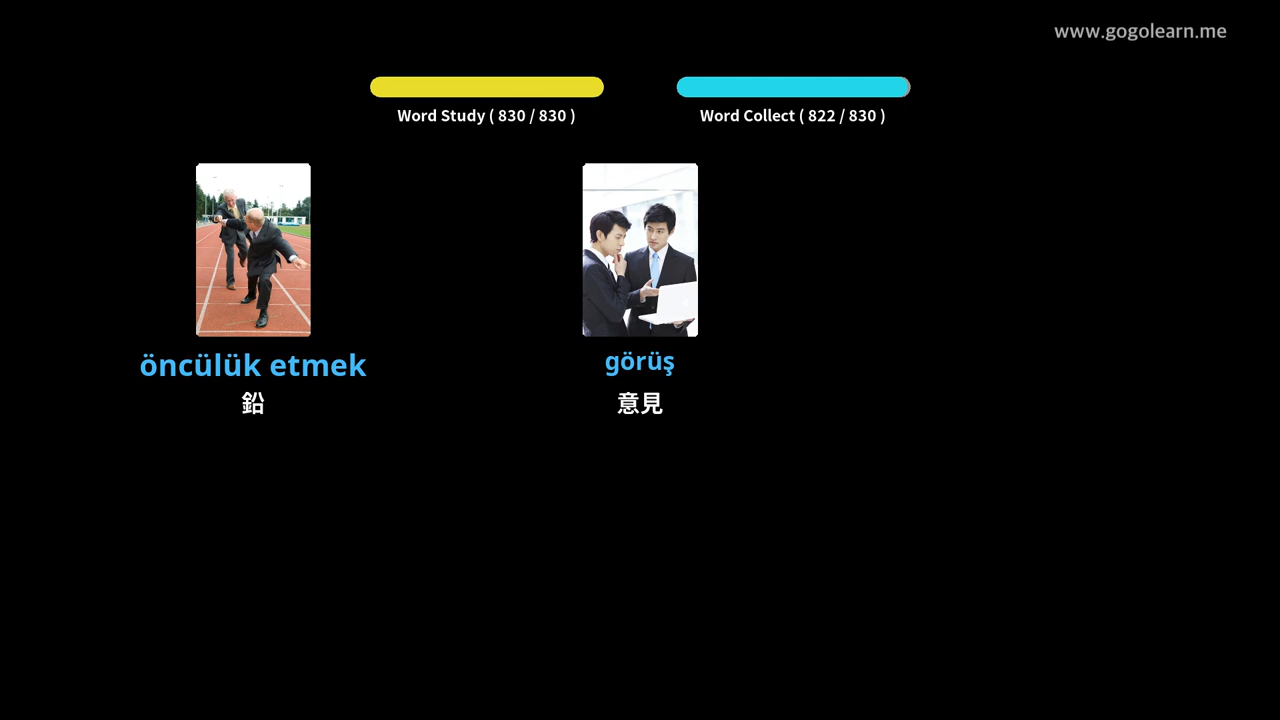 www.gogolearn.me
Word Study ( 830 / 830 )
Word Collect ( 822 / 830 )
öncülük etmek
鉛
görüş
意見